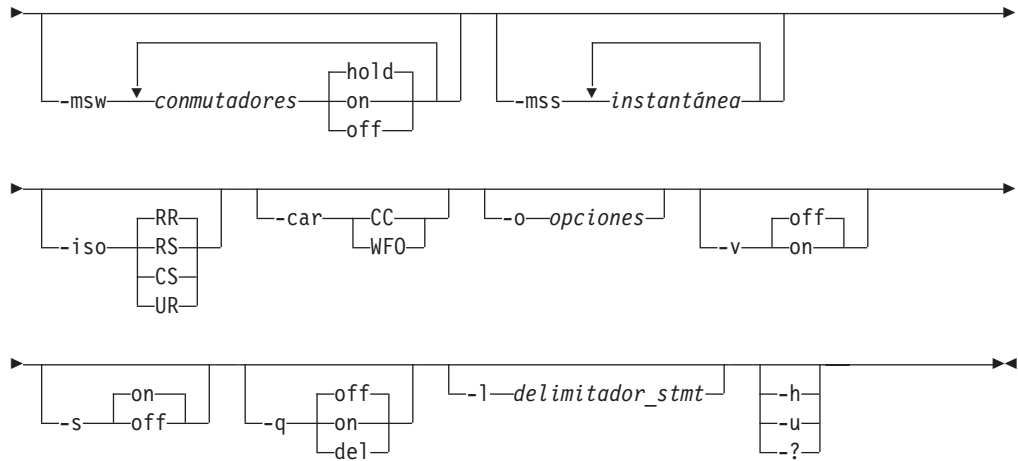 hold
-msw conmutadores on -mss instantánea
off
RR off
-iso RS -car CC -o opciones -v on
CS WFO
UR
on off
-s off -q on -l delimitador_stmt -h
del -u
-?